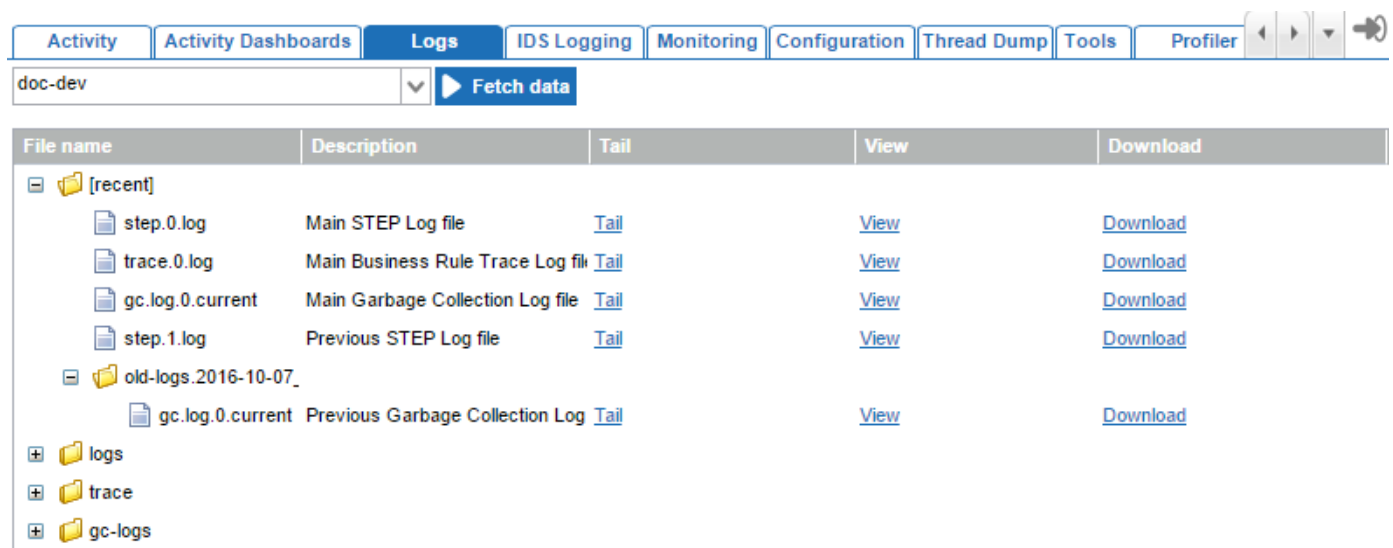 Activity Activity Dashboards Logs IDS Logging Monitoring Configuration Thread Dump Tools Profiler
doc-dev Fetch data
File name Description Tail View Download
[recent]
step.0.log Main STEP Log file Tail View Download
trace.0.log Main Business Rule Trace Log Tail View Download
gc.log.0.current Main Garbage Collection Log file Tail View Download
step.1.log Previous STEP Log file Tail View Download
old-logs.2016-10-07_
gc.log.0.current Previous Garbage Collection Log Tail View Download
logs
trace
gc-logs